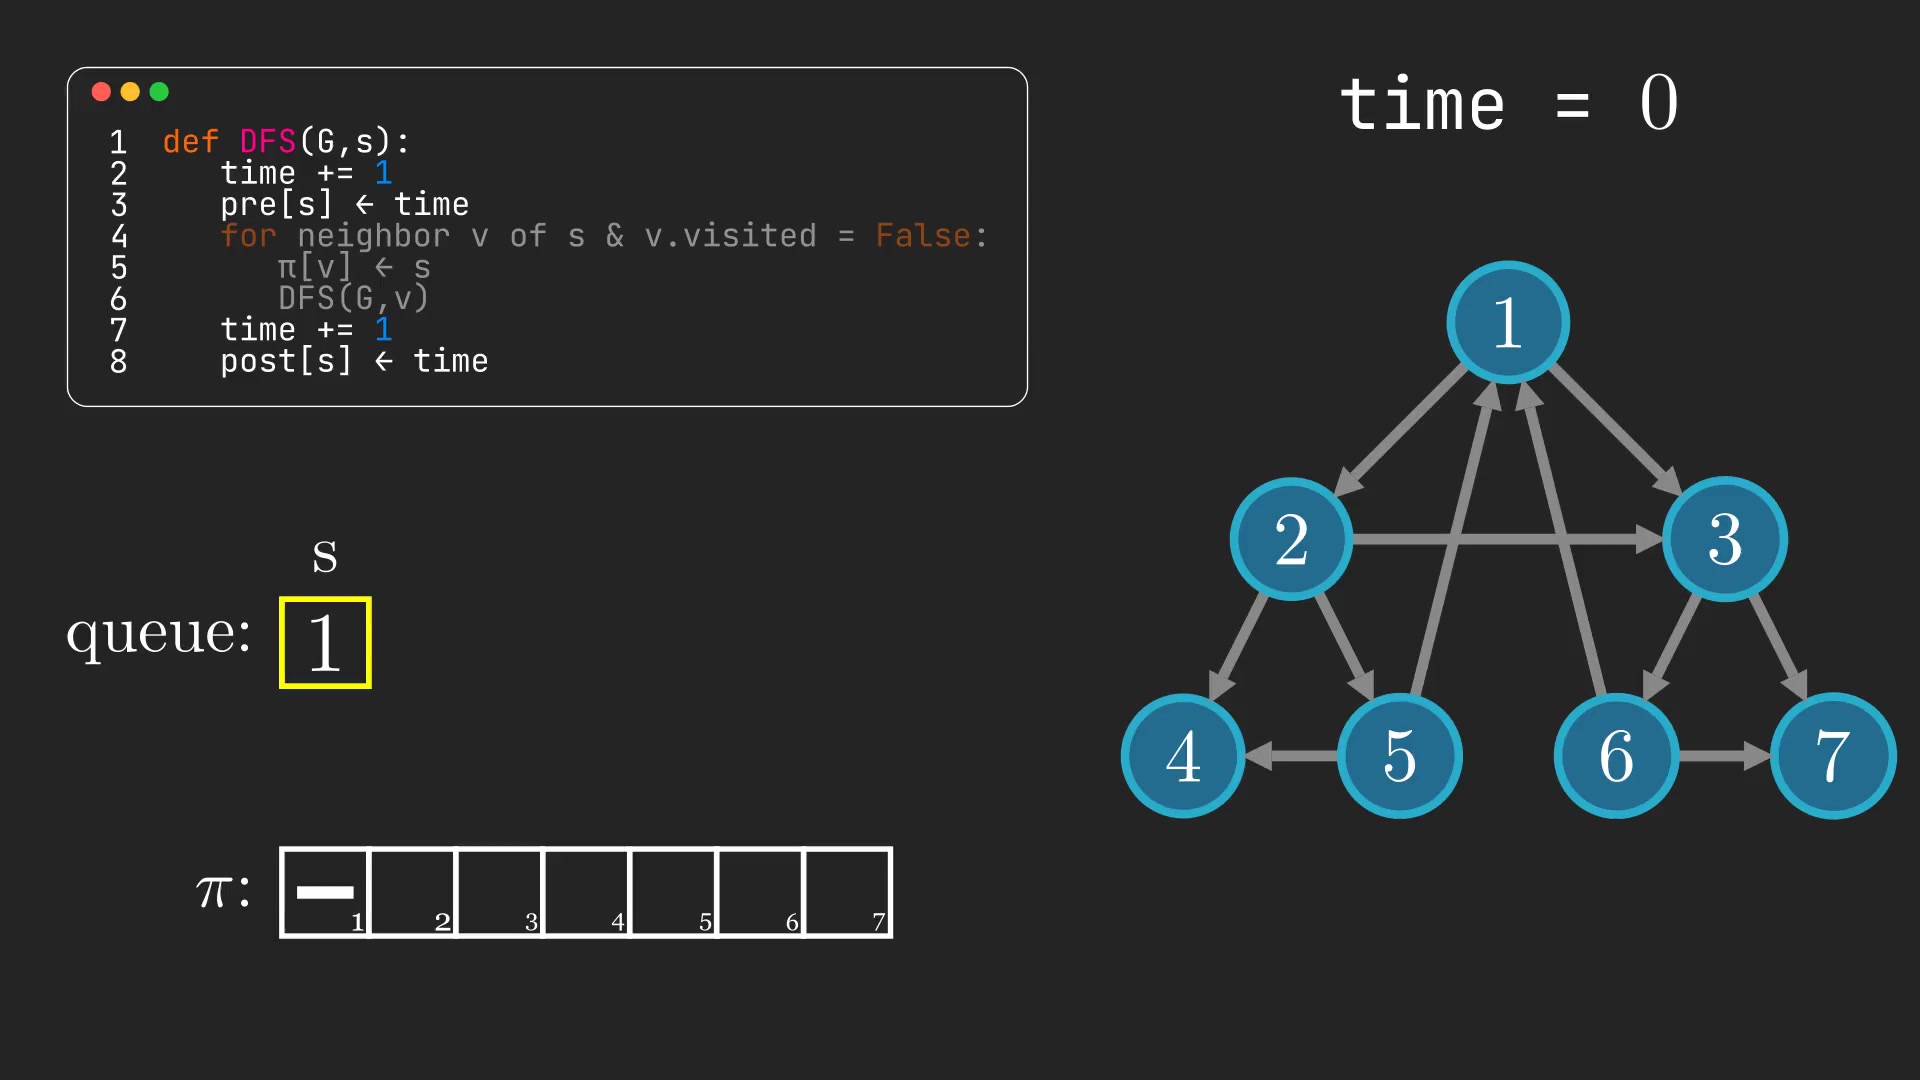 time = 0
1 def DFS(G,s):
2 time += 1
3 pre[s] ← time
4 for neighbor v of s & v.visited = False:
5 π[v] ← s
6 DFS(G,v)
7 time += 1
8 post[s] ← time
1
2 3
4 5 6 7
s
queue: 1
π: –
1 2 3 4 5 6 7